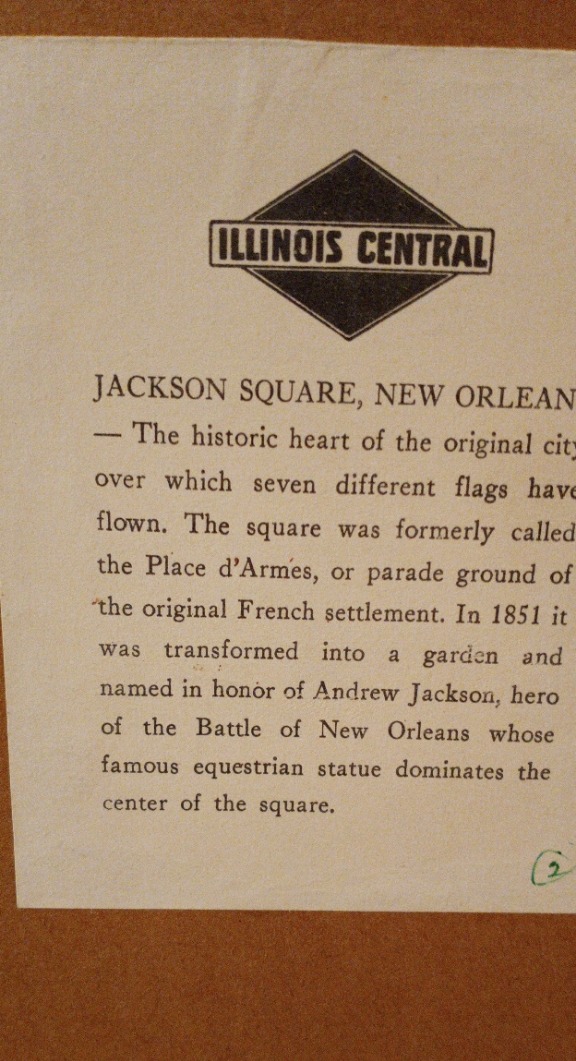 ILLINOIS CENTRAL
JACKSON SQUARE, NEW ORLEAN
— The historic heart of the original city
over which seven different flags have
flown. The square was formerly called
the Place d'Armes, or parade ground of
the original French settlement. In 1851 it
was transformed into a garden and
named in honor of Andrew Jackson, hero
of the Battle of New Orleans whose
famous equestrian statue dominates the
center of the square.
2